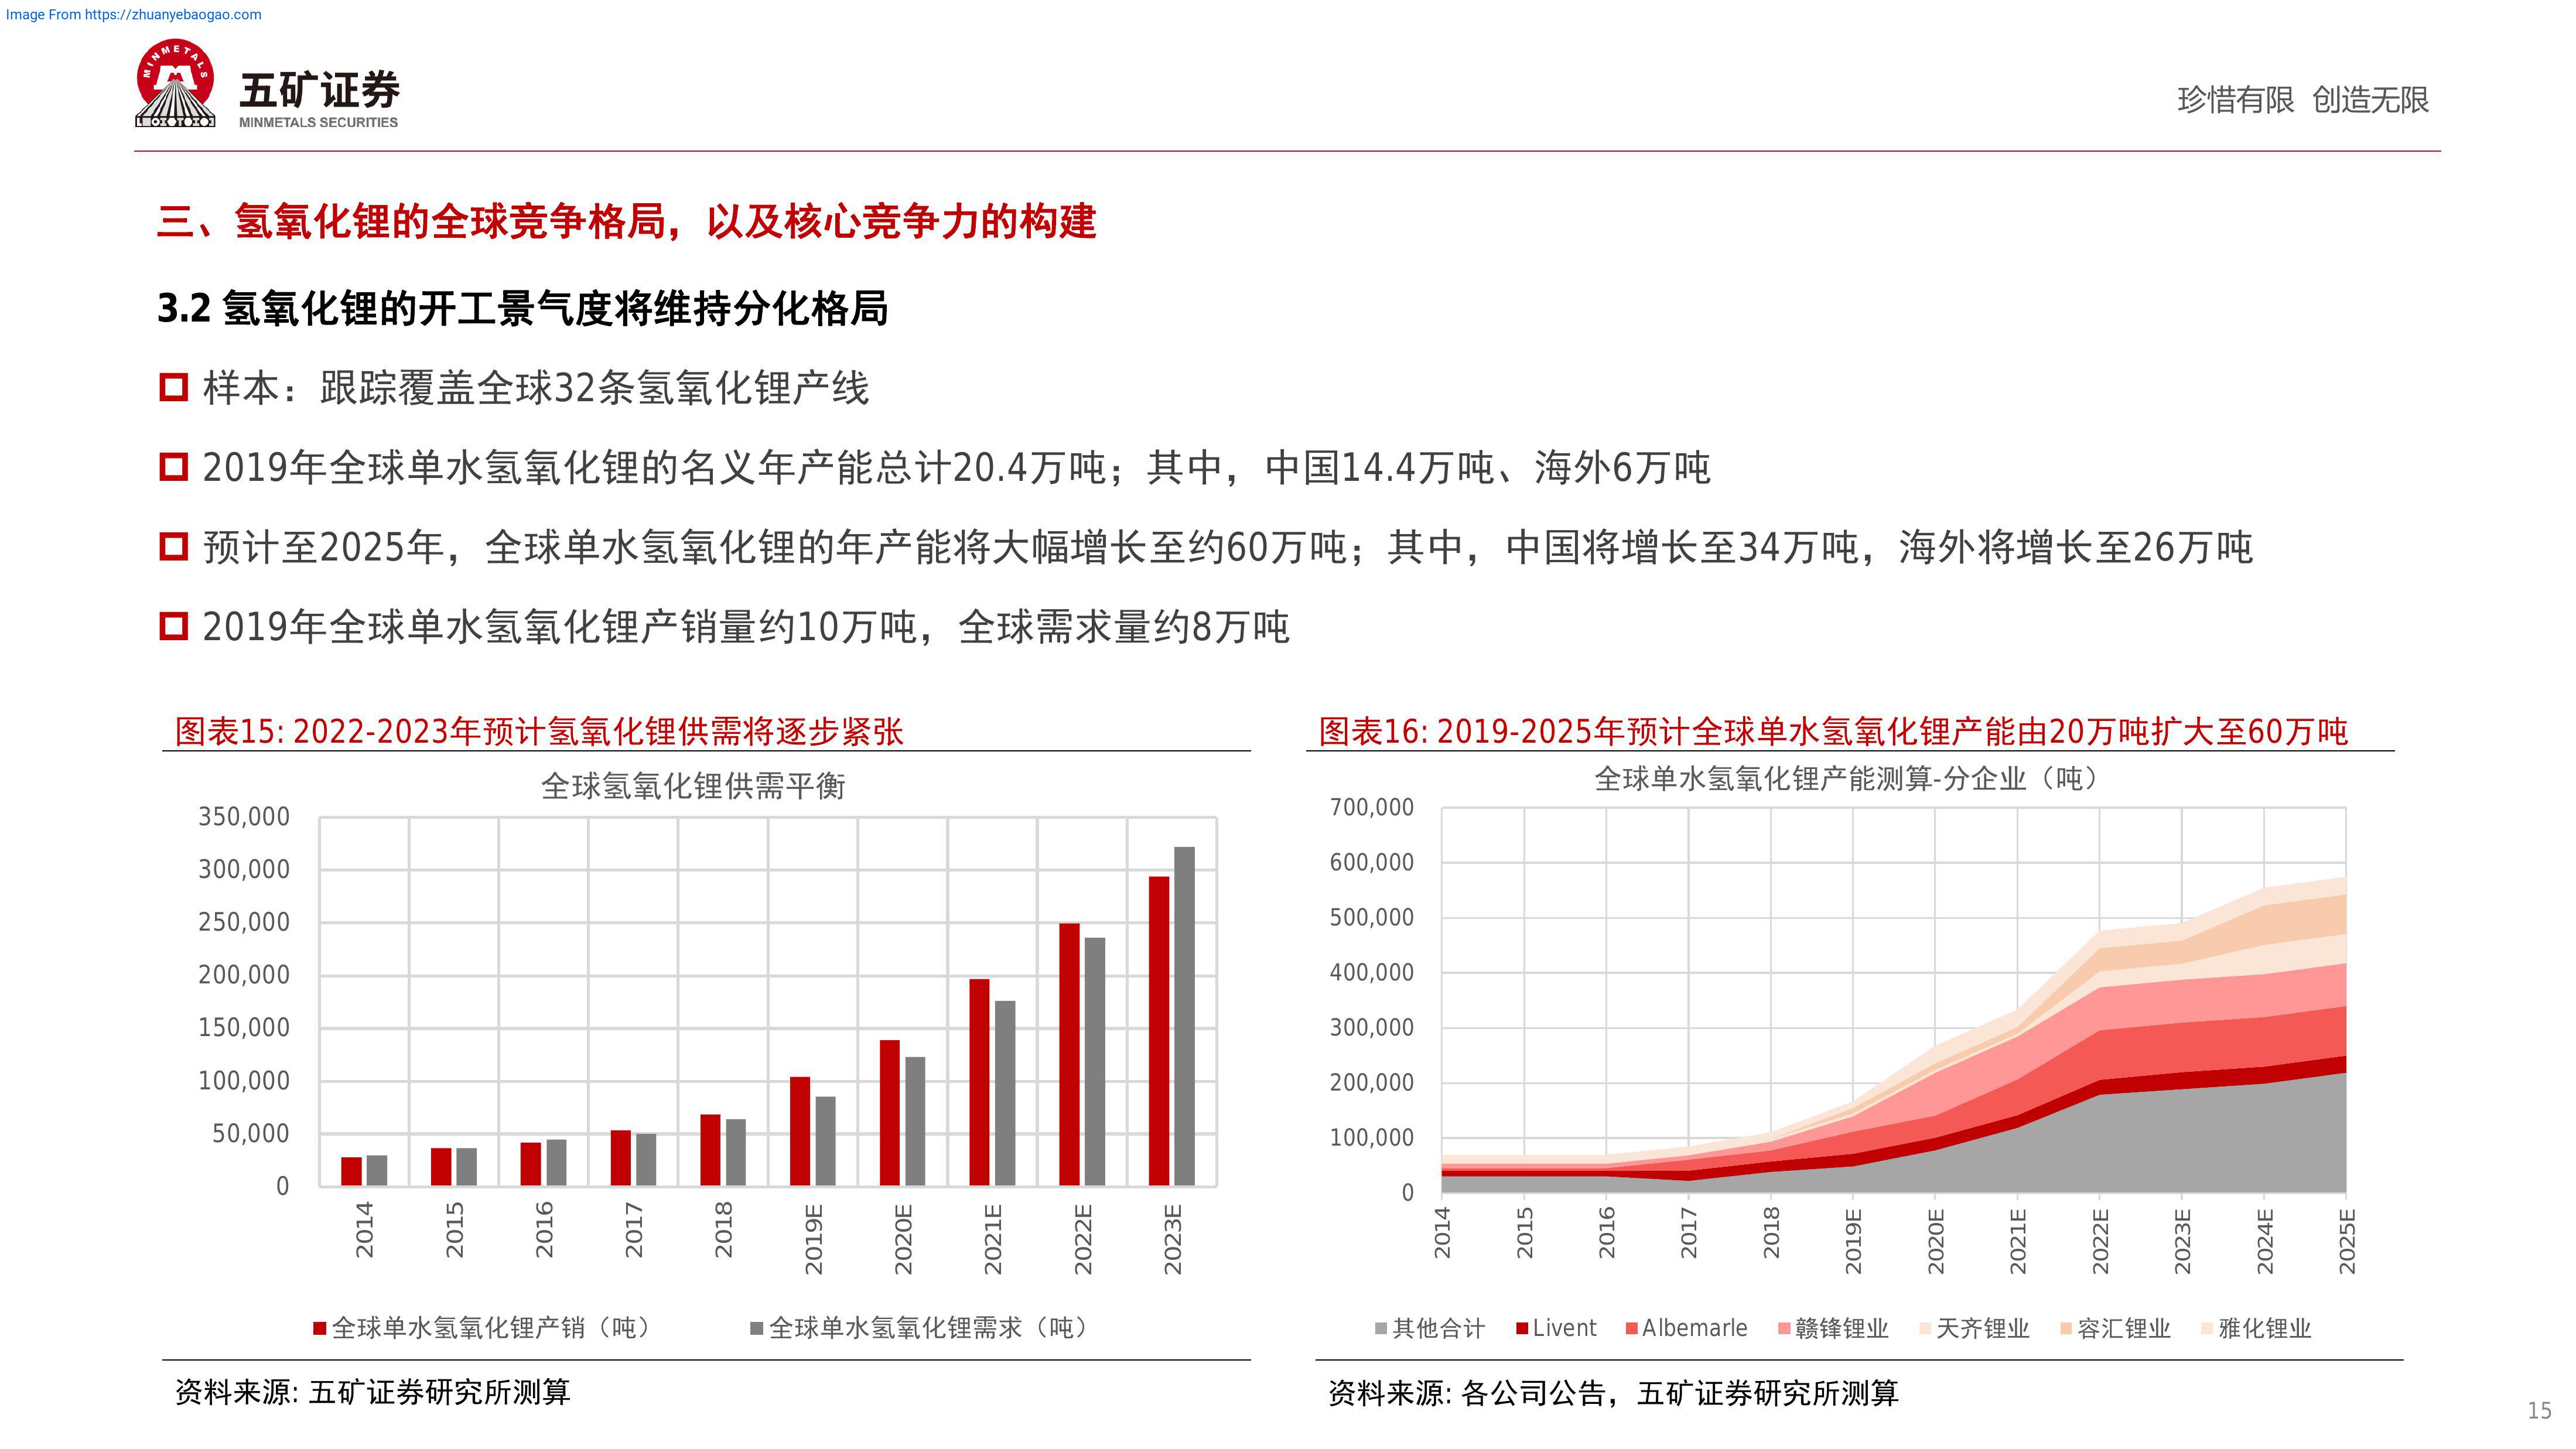 Image From https://zhuanyebaogao.com
MINMETALS
五矿证券
MINMETALS SECURITIES
珍惜有限 创造无限
三、氢氧化锂的全球竞争格局，以及核心竞争力的构建
3.2 氢氧化锂的开工景气度将维持分化格局
样本：跟踪覆盖全球32条氢氧化锂产线
2019年全球单水氢氧化锂的名义年产能总计20.4万吨；其中，中国14.4万吨、海外6万吨
预计至2025年，全球单水氢氧化锂的年产能将大幅增长至约60万吨；其中，中国将增长至34万吨，海外将增长至26万吨
2019年全球单水氢氧化锂产销量约10万吨，全球需求量约8万吨
图表15: 2022-2023年预计氢氧化锂供需将逐步紧张
全球氢氧化锂供需平衡
350,000
300,000
250,000
200,000
150,000
100,000
50,000
0
2014 2015 2016 2017 2018 2019E 2020E 2021E 2022E 2023E
全球单水氢氧化锂产销（吨） 全球单水氢氧化锂需求（吨）
资料来源: 五矿证券研究所测算
图表16: 2019-2025年预计全球单水氢氧化锂产能由20万吨扩大至60万吨
全球单水氢氧化锂产能测算-分企业（吨）
700,000
600,000
500,000
400,000
300,000
200,000
100,000
0
2014 2015 2016 2017 2018 2019E 2020E 2021E 2022E 2023E 2024E 2025E
其他合计 Livent Albemarle 赣锋锂业 天齐锂业 容汇锂业 雅化锂业
资料来源: 各公司公告，五矿证券研究所测算
15